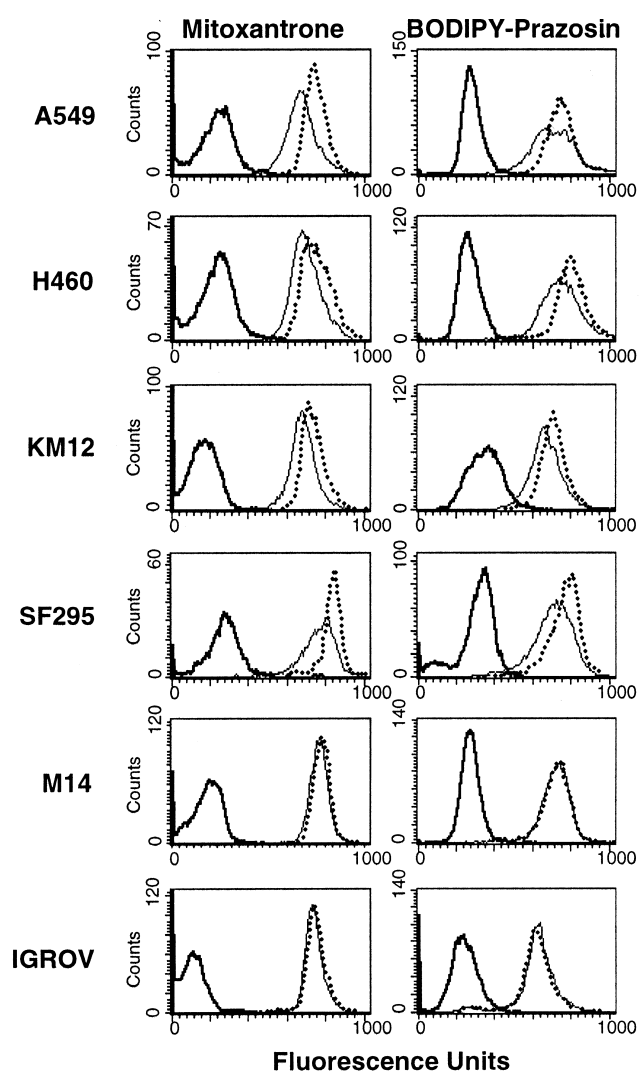 Mitoxantrone BODIPY-Prazosin
A549
Counts
100
0
0 1000
150
0
0 1000
H460
Counts
70
0
0 1000
120
0
0 1000
KM12
Counts
100
0
0 1000
120
0
0 1000
SF295
Counts
60
0
0 1000
100
0
0 1000
M14
Counts
120
0
0 1000
140
0
0 1000
IGROV
Counts
120
0
0 1000
140
0
0 1000
Fluorescence Units